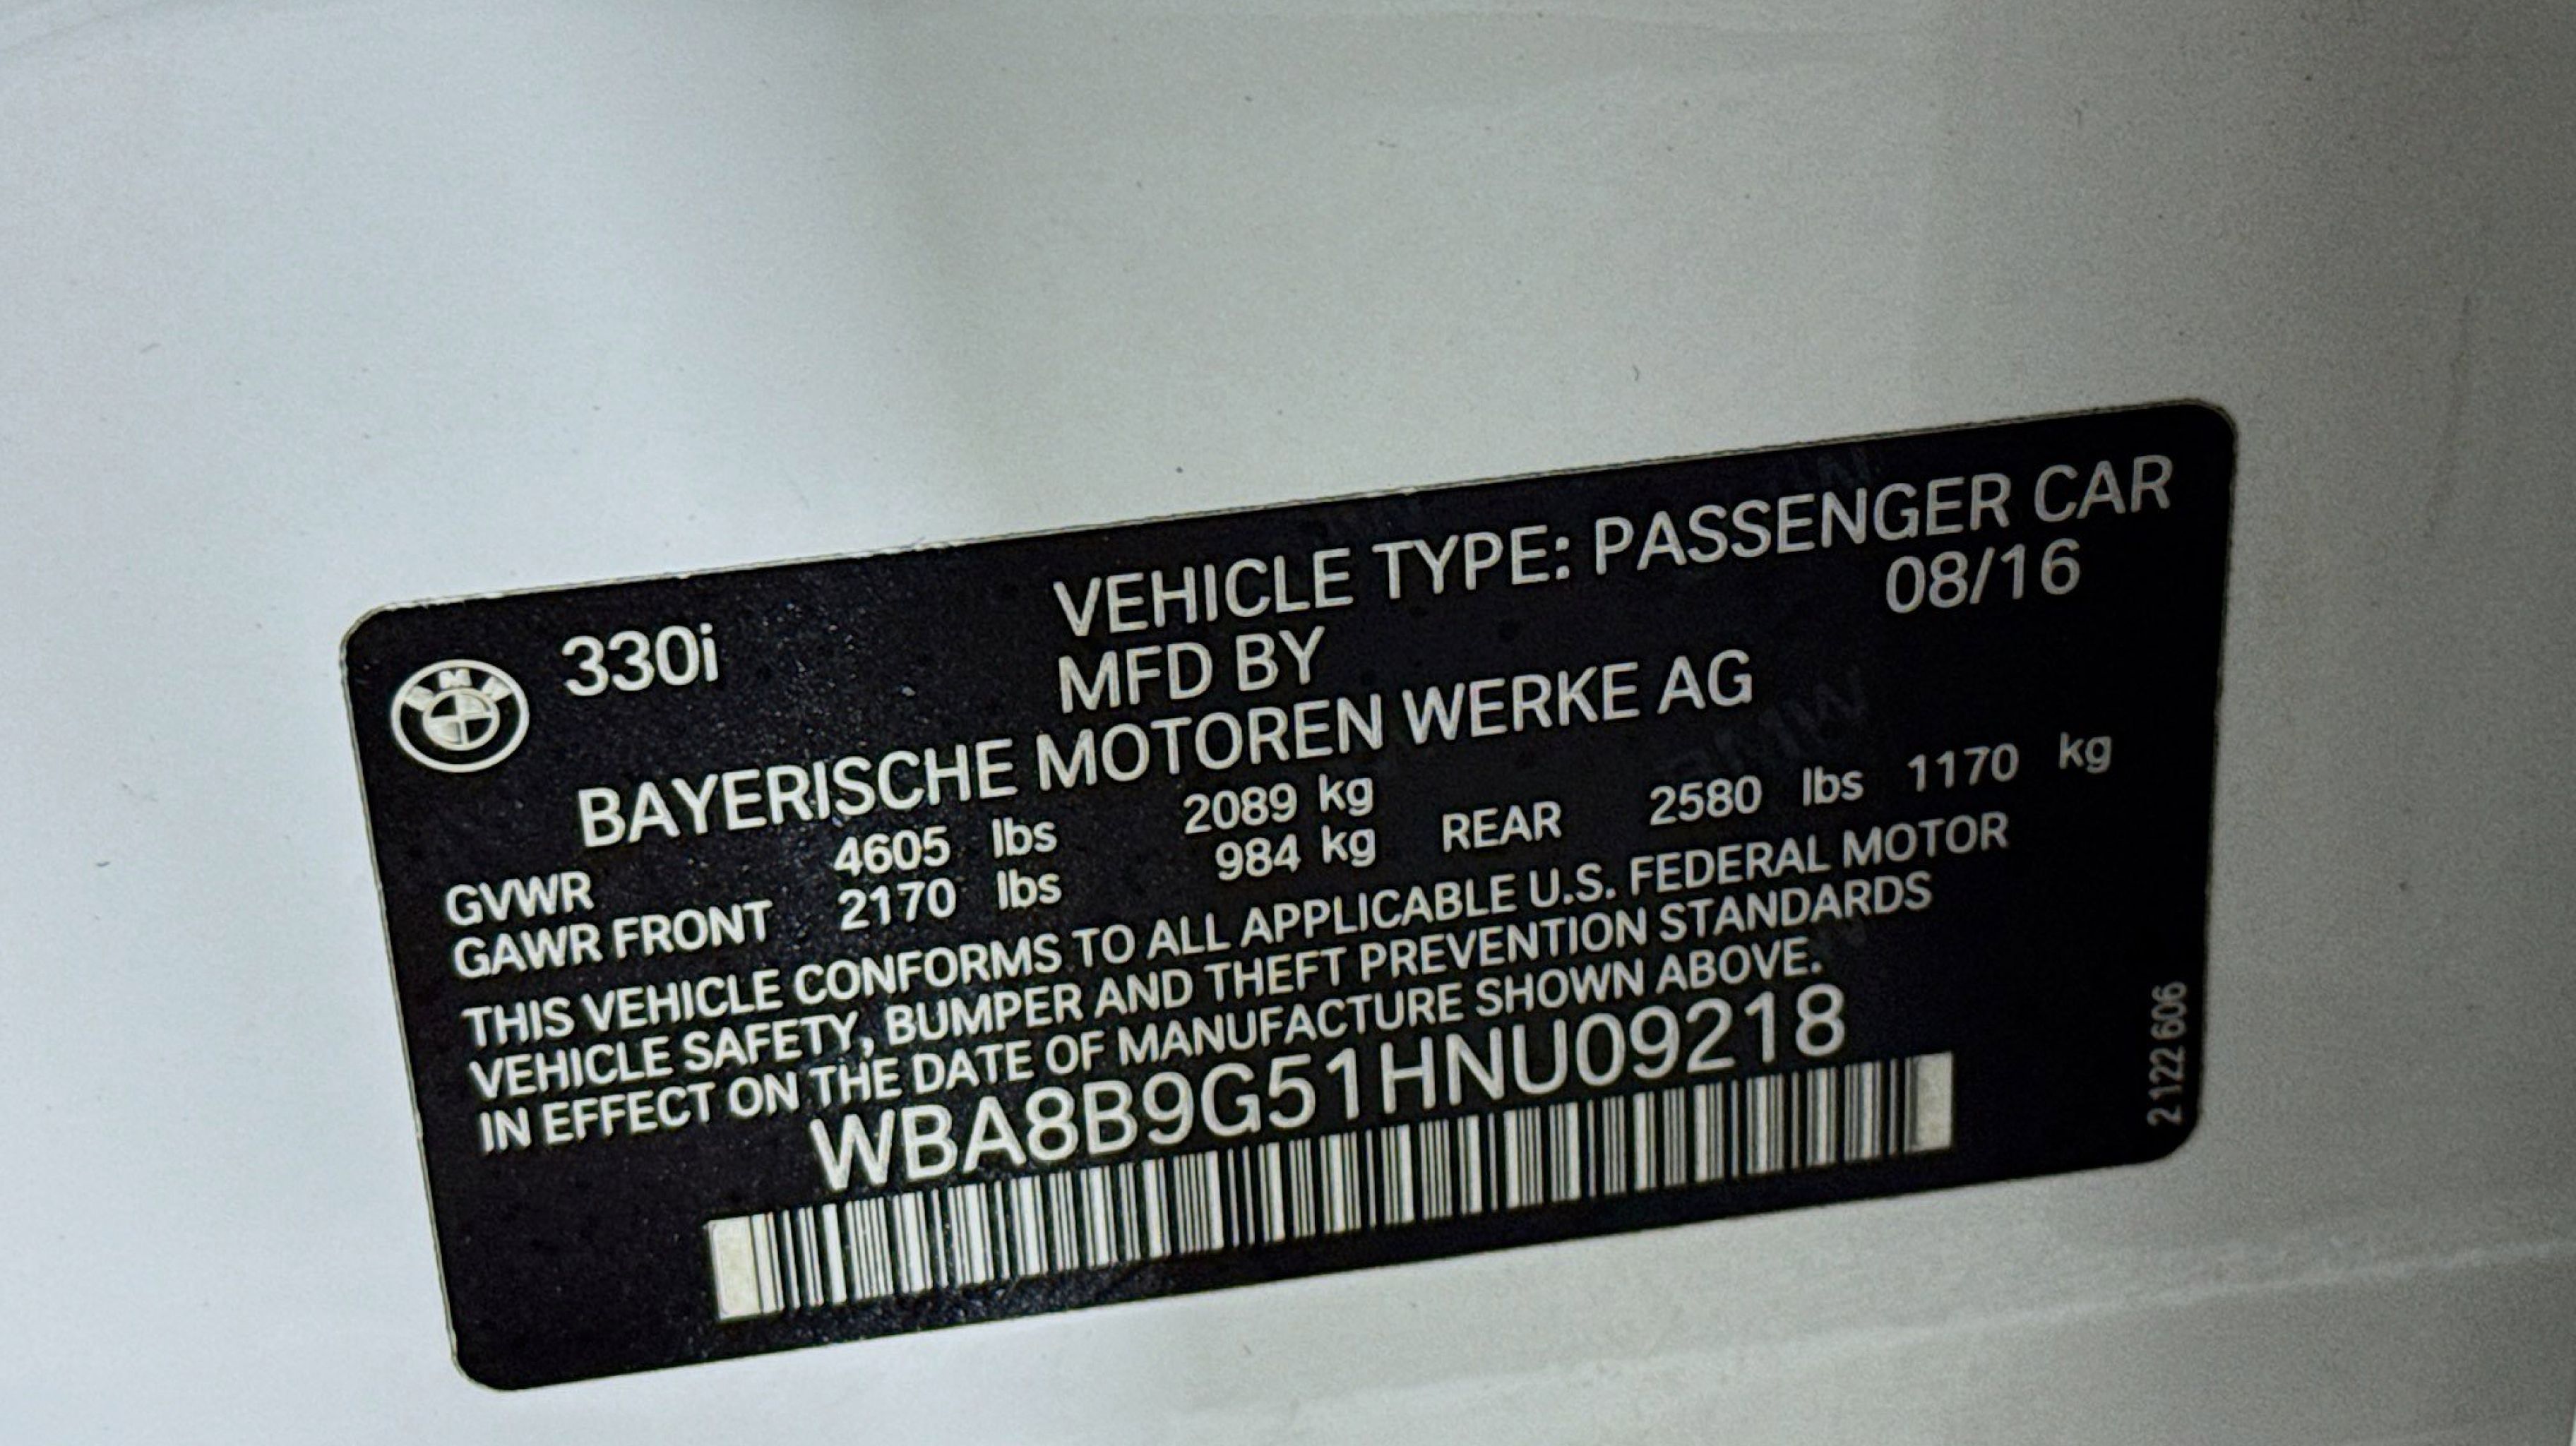 BMW
330i
VEHICLE TYPE: PASSENGER CAR
MFD BY 08/16
BAYERISCHE MOTOREN WERKE AG
GVWR 4605 lbs 2089 kg
GAWR FRONT 2170 lbs 984 kg REAR 2580 lbs 1170 kg
THIS VEHICLE CONFORMS TO ALL APPLICABLE U.S. FEDERAL MOTOR
VEHICLE SAFETY, BUMPER AND THEFT PREVENTION STANDARDS
IN EFFECT ON THE DATE OF MANUFACTURE SHOWN ABOVE.
WBA8B9G51HNU09218
2 122 606